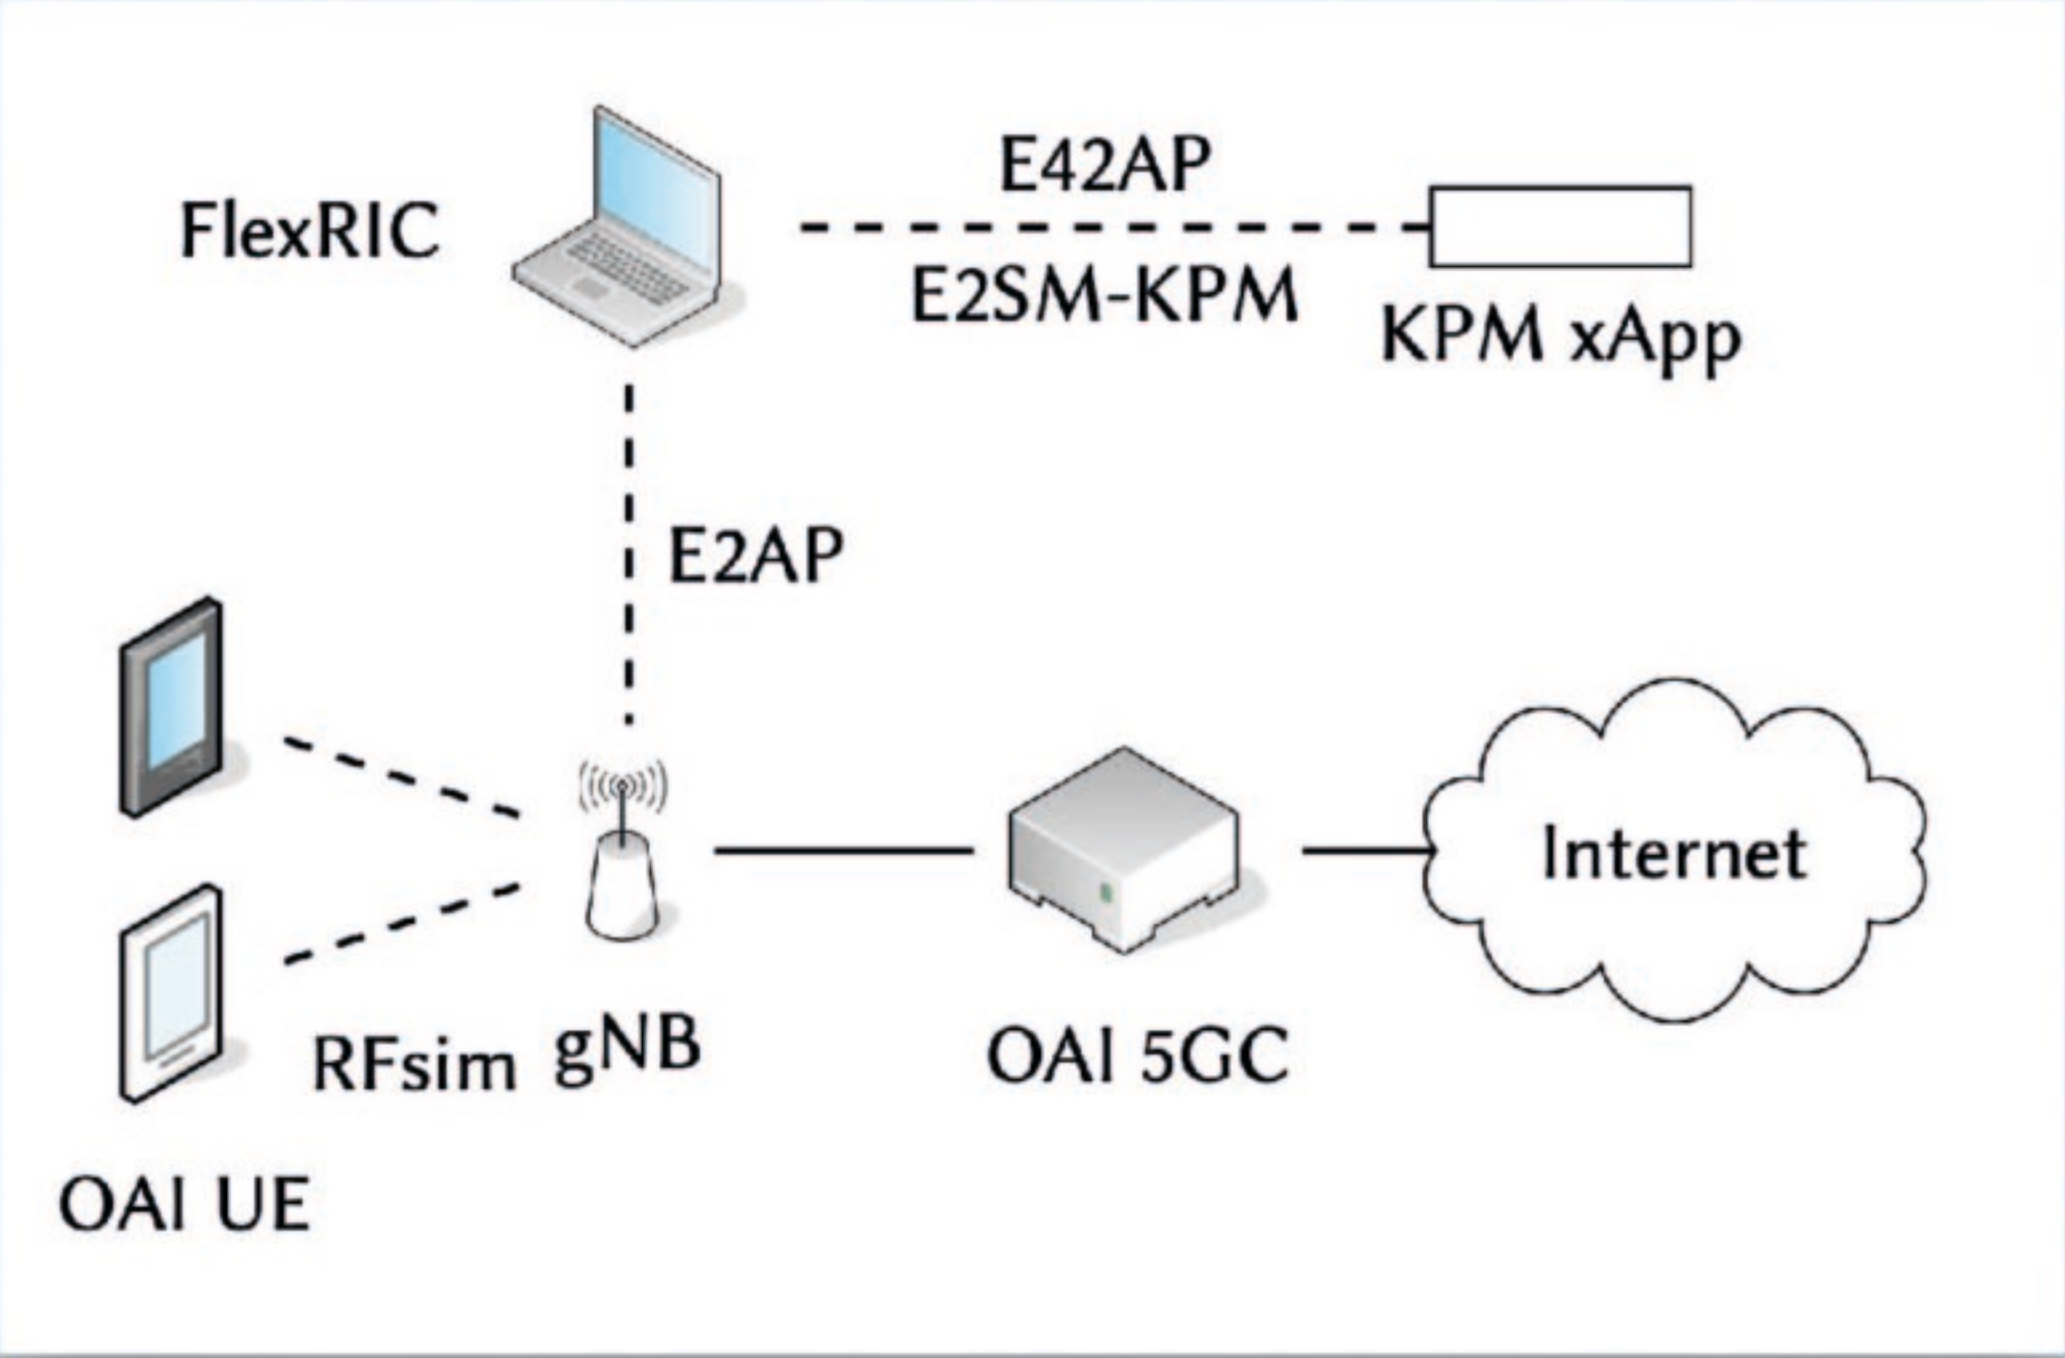 E42AP
FlexRIC
E2SM-KPM
KPM xApp
E2AP
Internet
RFsim gNB
OAI 5GC
OAI UE